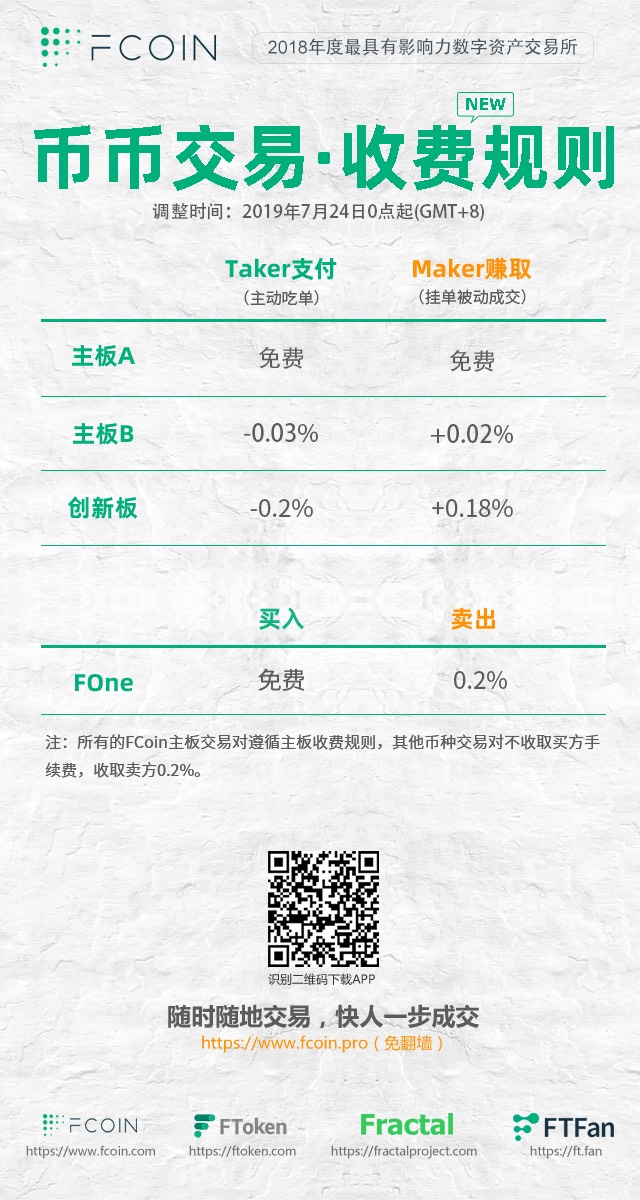 FCOIN 2018年度最具有影响力数字资产交易所
NEW
币币交易·收费规则
调整时间：2019年7月24日0点起(GMT+8)
Taker支付 Maker赚取
（主动吃单） （挂单被动成交）
主板A 免费 免费
主板B -0.03% +0.02%
创新板 -0.2% +0.18%
买入 卖出
FOne 免费 0.2%
注：所有的FCoin主板交易对遵循主板收费规则，其他币种交易对不收取买方手
续费，收取卖方0.2%。
识别二维码下载APP
随时随地交易，快人一步成交
https://www.fcoin.pro（免翻墙）
FCOIN FToken Fractal FTFan
https://www.fcoin.com https://ftoken.com https://fractalproject.com https://ft.fan